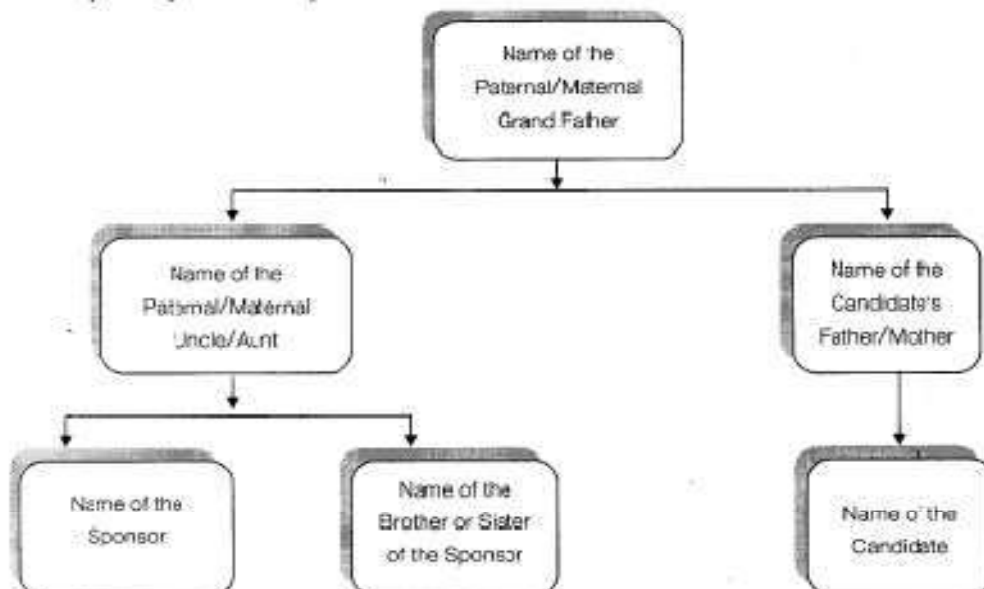 Name of the
Paternal/Maternal
Grand Father
Name of the
Paternal/Maternal
Uncle/Aunt
Name of the
Candidate's
Father/Mother
Name of the
Sponsor
Name of the
Brother or Sister
of the Sponsor
Name of the
Candidate